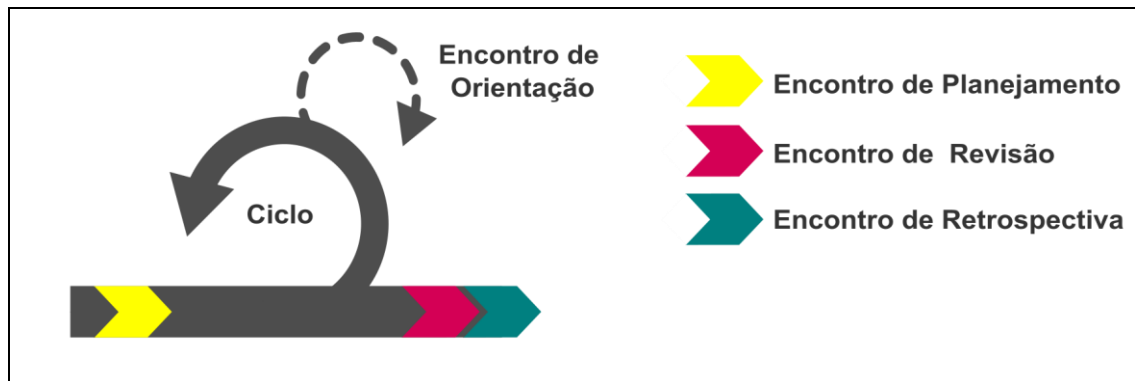 Encontro de
Orientação
Ciclo
Encontro de Planejamento
Encontro de Revisão
Encontro de Retrospectiva